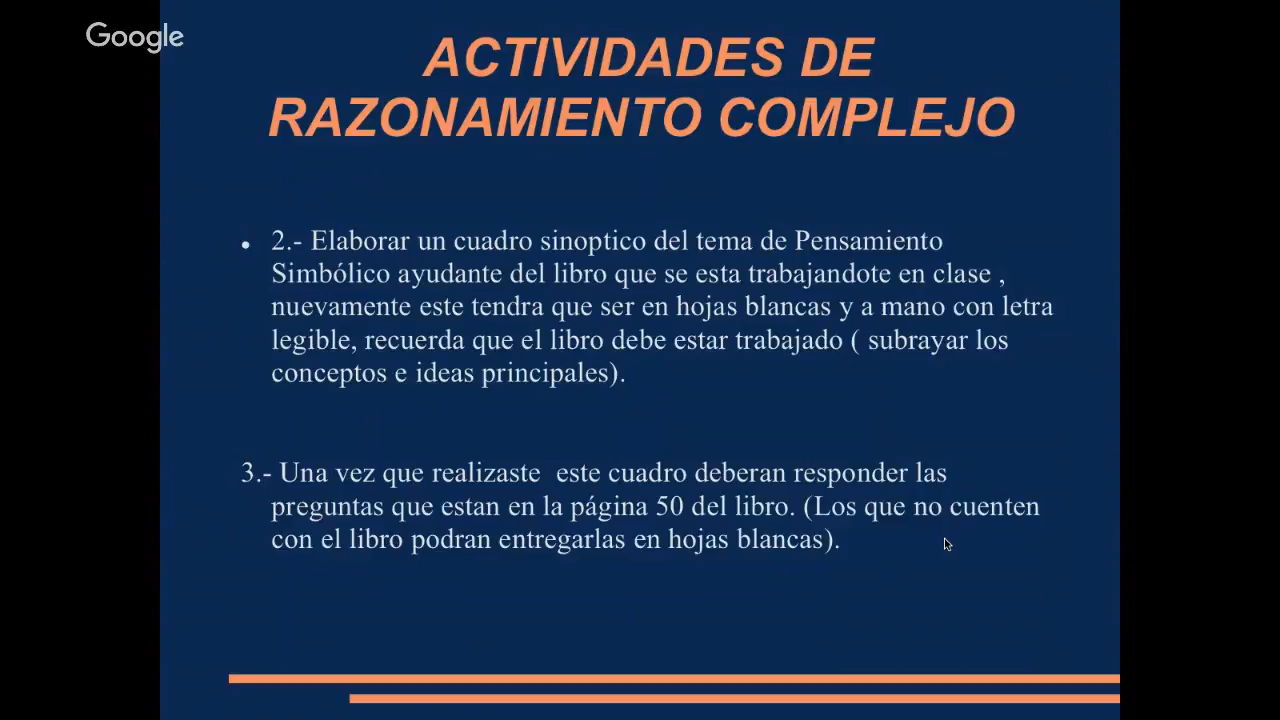 Google
ACTIVIDADES DE
RAZONAMIENTO COMPLEJO
• 2.- Elaborar un cuadro sinoptico del tema de Pensamiento
Simbólico ayudante del libro que se esta trabajandote en clase ,
nuevamente este tendra que ser en hojas blancas y a mano con letra
legible, recuerda que el libro debe estar trabajado ( subrayar los
conceptos e ideas principales).
3.- Una vez que realizaste  este cuadro deberan responder las
preguntas que estan en la página 50 del libro. (Los que no cuenten
con el libro podran entregarlas en hojas blancas).